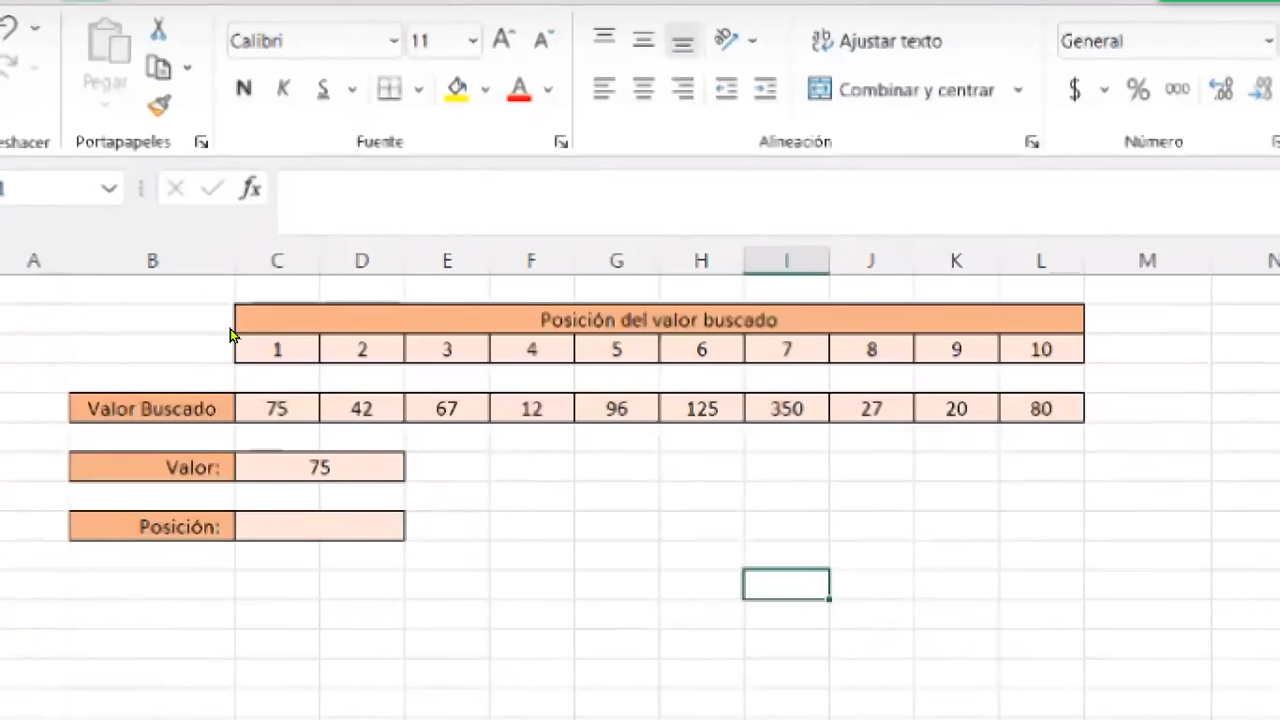 Calibri 11 Ajustar texto General
Pegar
N K S A Combinar y centrar $ % 000
eshacer Portapapeles Fuente Alineación Número
fx
A B C D E F G H I J K L M N
Posición del valor buscado
1 2 3 4 5 6 7 8 9 10
Valor Buscado 75 42 67 12 96 125 350 27 20 80
Valor: 75
Posición: